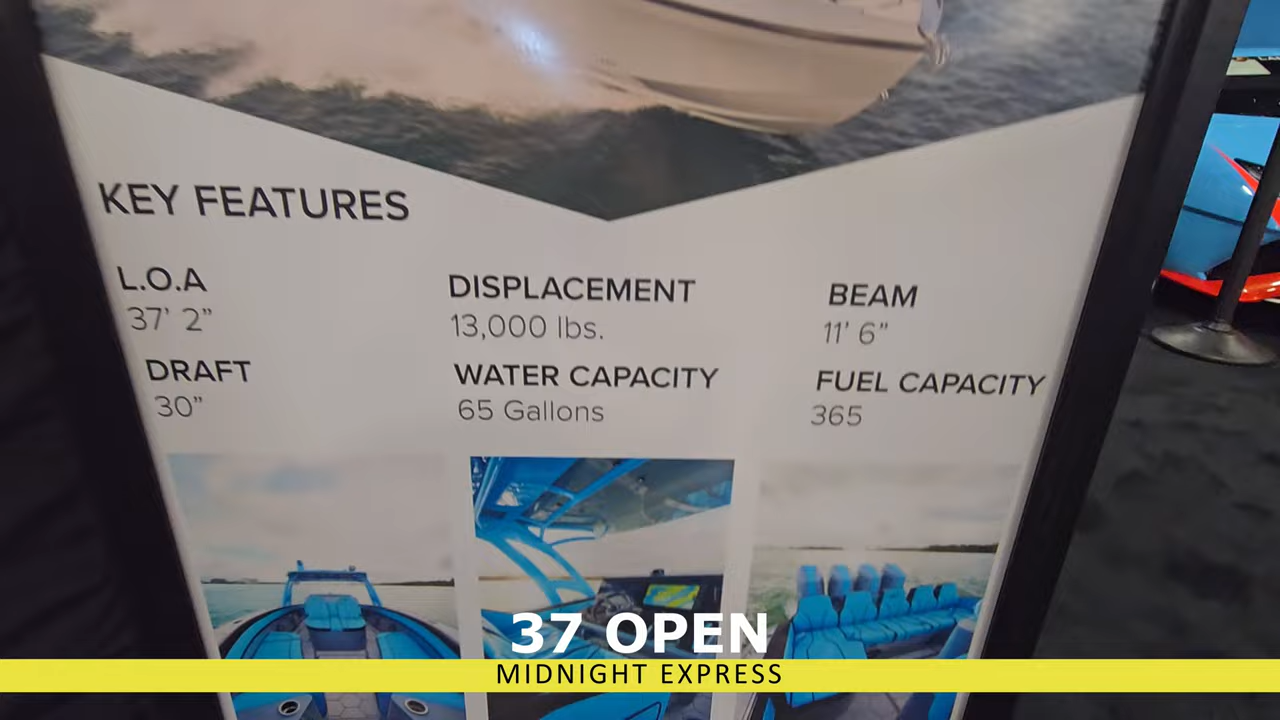 KEY FEATURES
L.O.A
37' 2”
DISPLACEMENT
13,000 lbs.
BEAM
11' 6”
DRAFT
30”
WATER CAPACITY
65 Gallons
FUEL CAPACITY
365
37 OPEN
MIDNIGHT EXPRESS